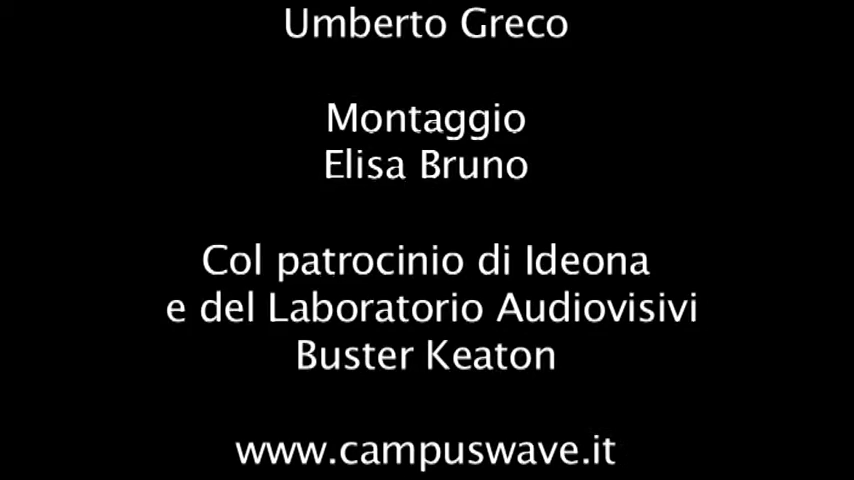 Umberto Greco
Montaggio
Elisa Bruno
Col patrocinio di Ideona
e del Laboratorio Audiovisivi
Buster Keaton
www.campuswave.it